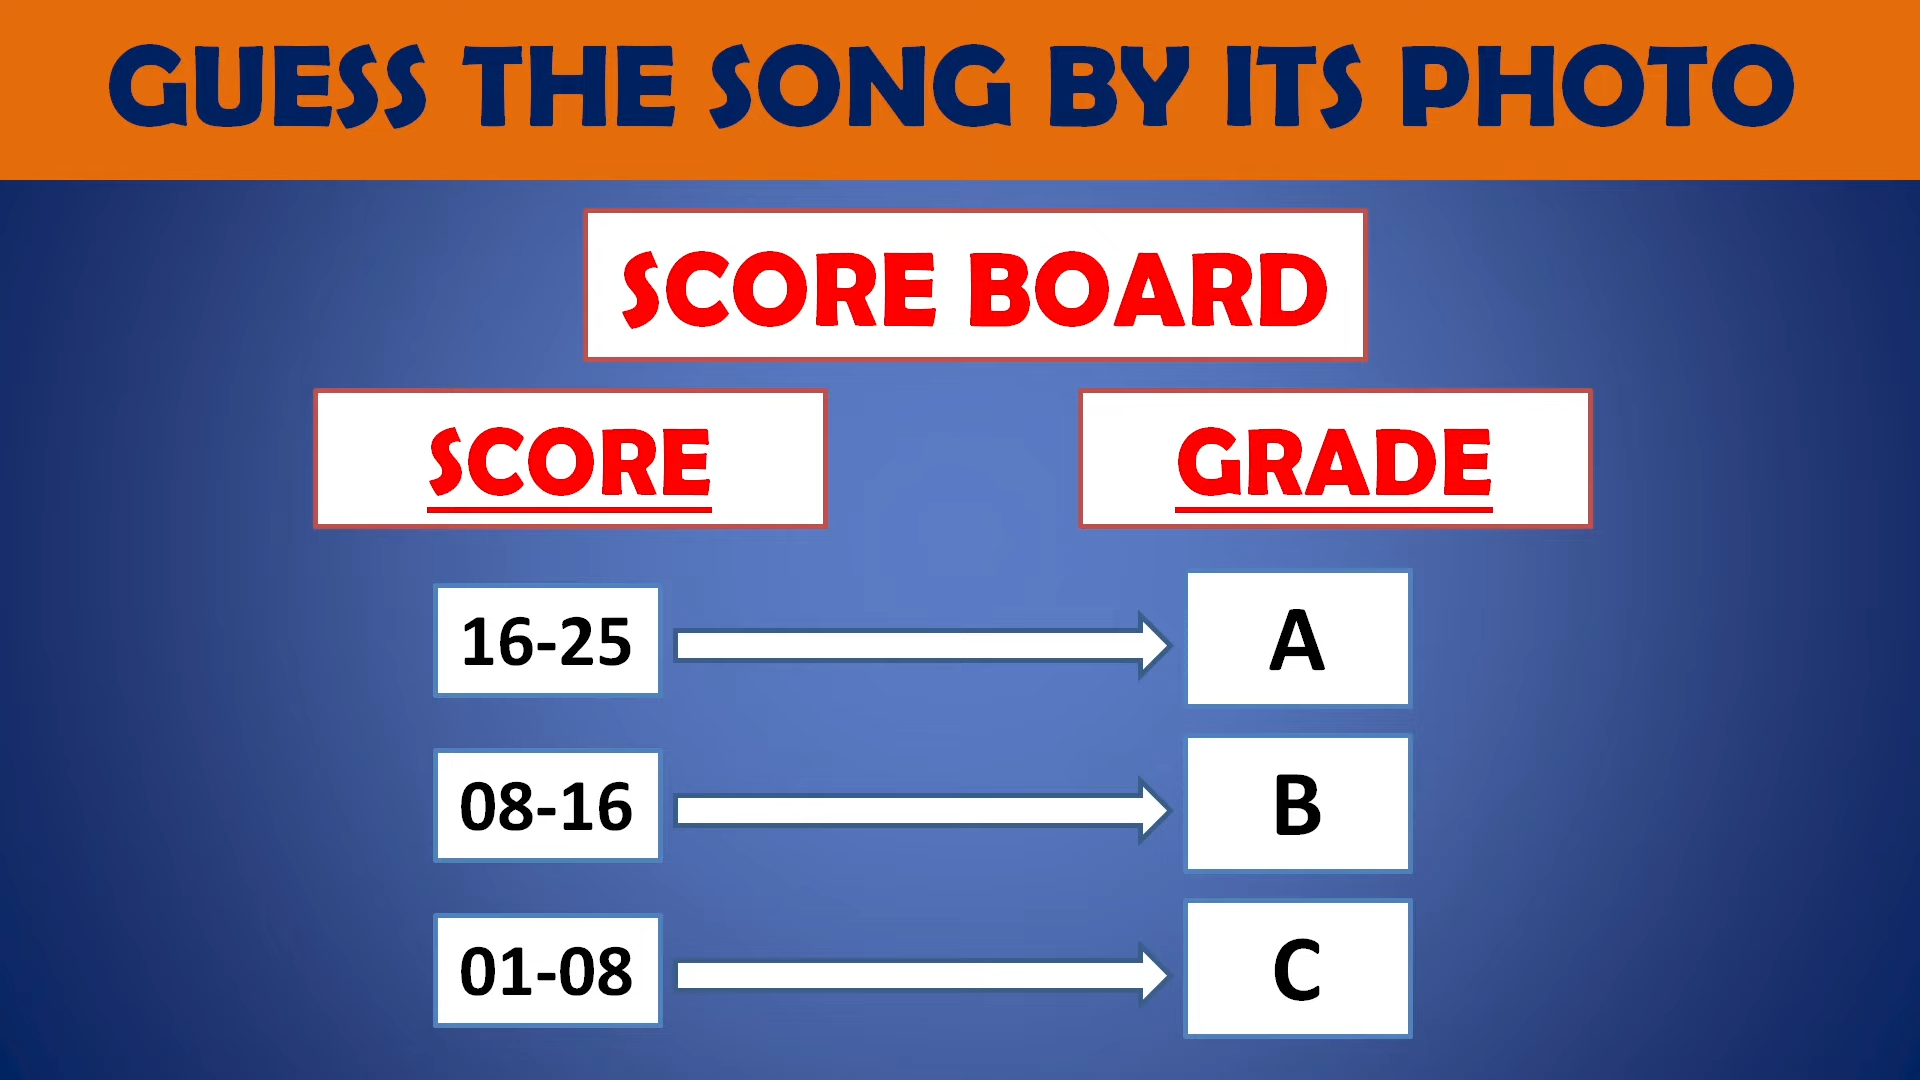 GUESS THE SONG BY ITS PHOTO
SCORE BOARD
SCORE GRADE
16-25 A
08-16 B
01-08 C